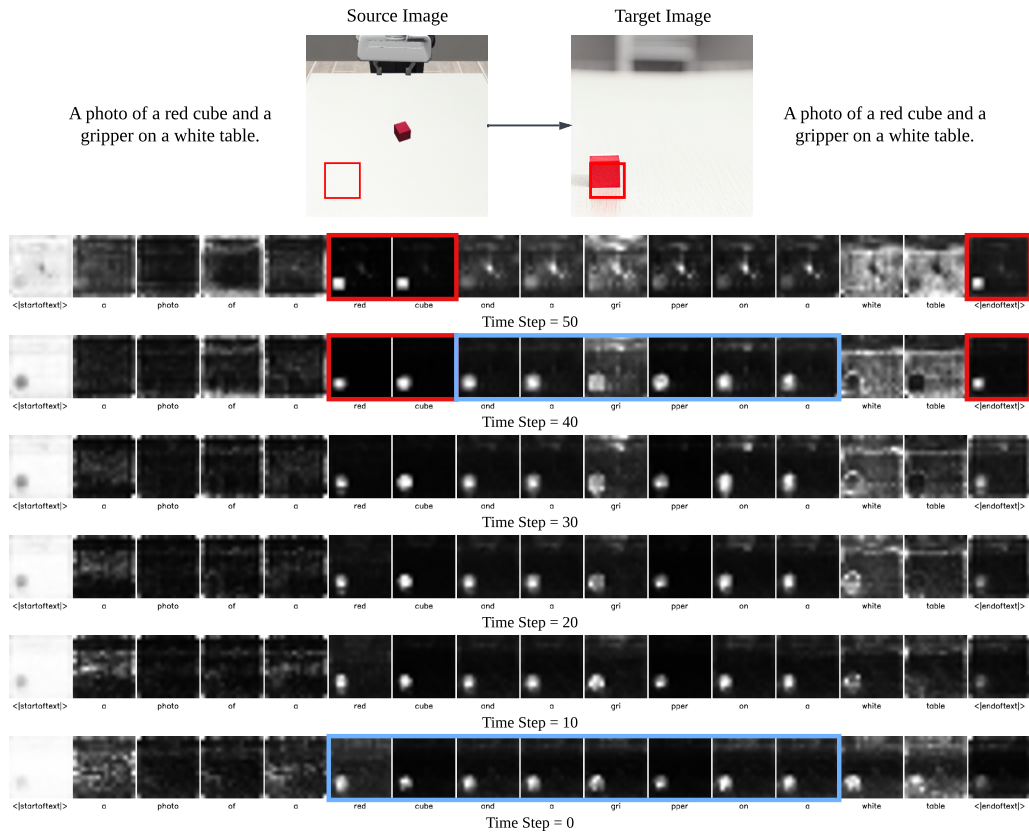 Source Image
Target Image
A photo of a red cube and a
gripper on a white table.
A photo of a red cube and a
gripper on a white table.
<|startoftext|> a photo of a red cube and a gri pper on a white table <|endoftext|>
Time Step = 50
<|startoftext|> a photo of a red cube and a gri pper on a white table <|endoftext|>
Time Step = 40
<|startoftext|> a photo of a red cube and a gri pper on a white table <|endoftext|>
Time Step = 30
<|startoftext|> a photo of a red cube and a gri pper on a white table <|endoftext|>
Time Step = 20
<|startoftext|> a photo of a red cube and a gri pper on a white table <|endoftext|>
Time Step = 10
<|startoftext|> a photo of a red cube and a gri pper on a white table <|endoftext|>
Time Step = 0